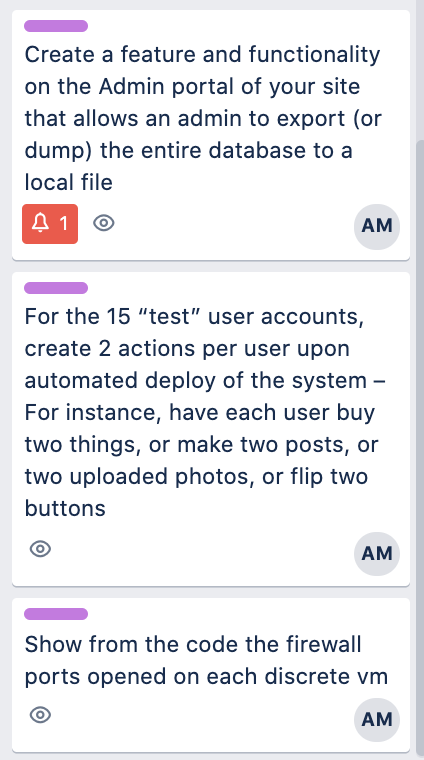 Create a feature and functionality
on the Admin portal of your site
that allows an admin to export (or
dump) the entire database to a
local file
1
AM
For the 15 “test” user accounts,
create 2 actions per user upon
automated deploy of the system –
For instance, have each user buy
two things, or make two posts, or
two uploaded photos, or flip two
buttons
AM
Show from the code the firewall
ports opened on each discrete vm
AM